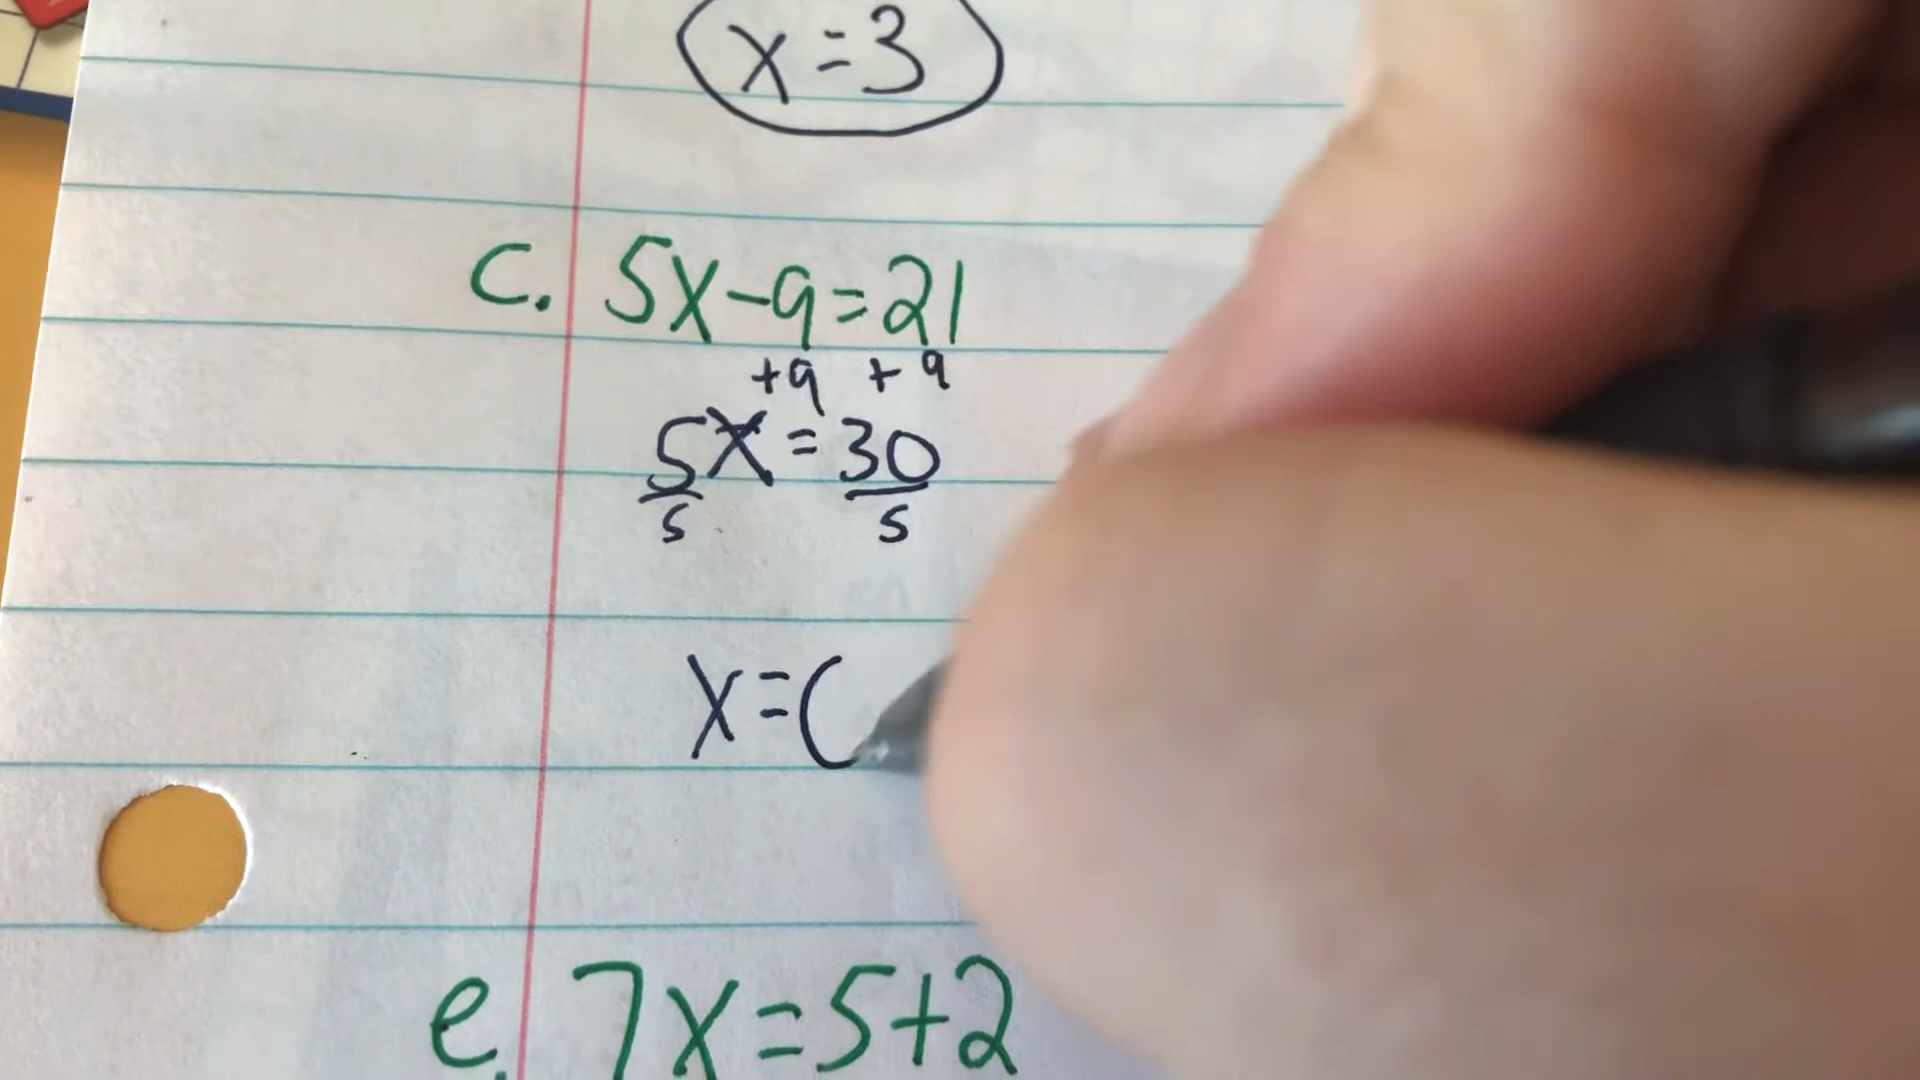 x=3
c. 5x-9=21
+9 +9
5x=30
5 5
x=
e. 7x=5+2